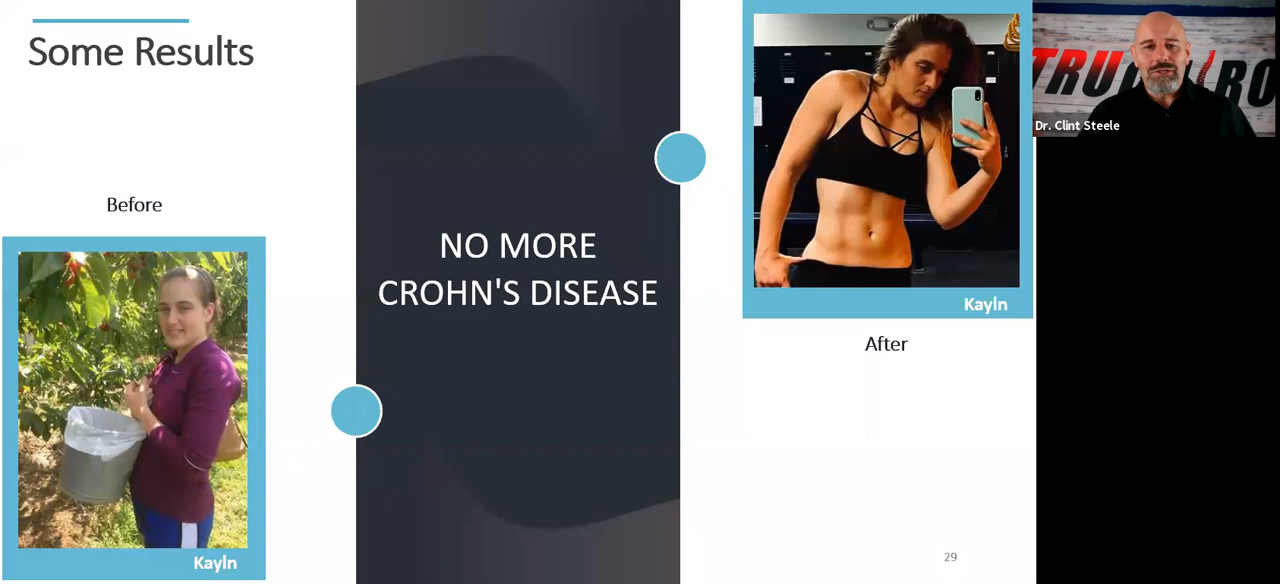 Some Results
Before
Kayln
NO MORE
CROHN'S DISEASE
Kayln
After
29
Dr. Clint Steele